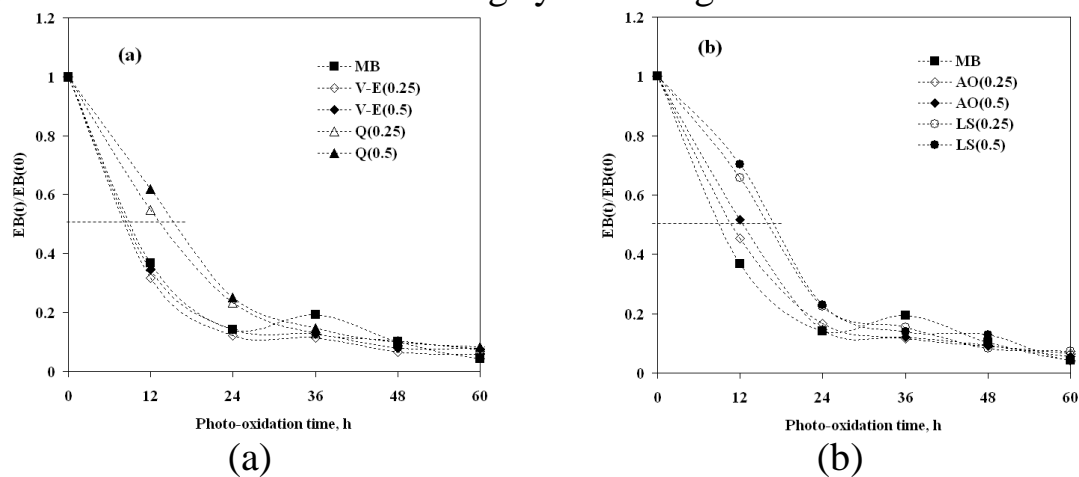 (a)
MB
V-E(0.25)
V-E(0.5)
Q(0.25)
Q(0.5)
EB(t)/EB(t0)
1.2
1
0.8
0.6
0.4
0.2
0
0 12 24 36 48 60
Photo-oxidation time, h
(a)
(b)
MB
AO(0.25)
AO(0.5)
LS(0.25)
LS(0.5)
EB(t)/EB(t0)
1.2
1
0.8
0.6
0.4
0.2
0
0 12 24 36 48 60
Photo-oxidation time, h
(b)